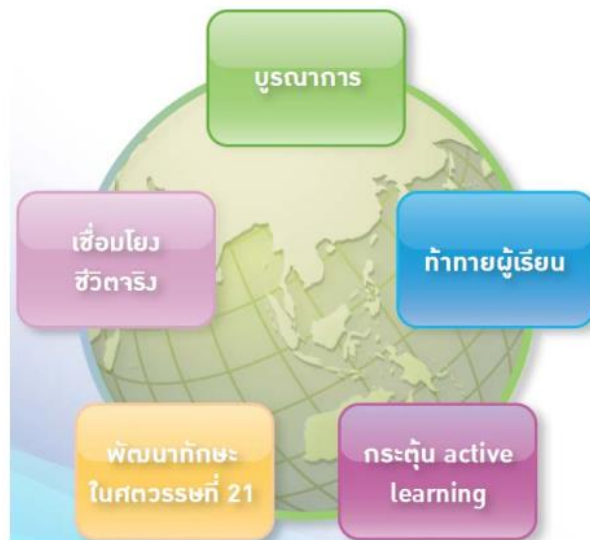 บูรณาการ
เชื่อมโยง
ชีวิตจริง
ท้าทายผู้เรียน
พัฒนาทักษะ
ในศตวรรษที่ 21
กระตุ้น active
learning